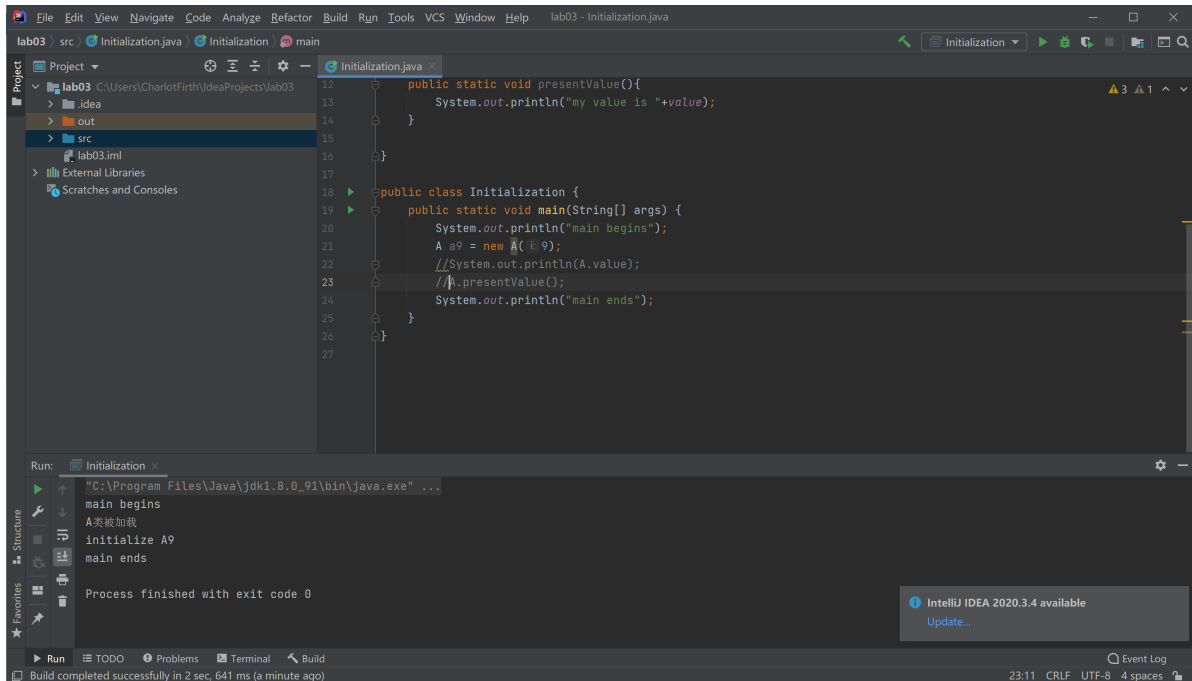 File Edit View Navigate Code Analyze Refactor Build Run Tools VCS Window Help lab03 - Initialization.java
lab03 src Initialization.java Initialization main
Initialization
Project
Initialization.java
Project
lab03 C:\Users\CharlotFirth\IdeaProjects\lab03
.idea
out
src
lab03.iml
External Libraries
Scratches and Consoles
12 public static void presentValue(){
13 System.out.println("my value is "+value);
14 }
15
16 }
17
18 public class Initialization {
19 public static void main(String[] args) {
20 System.out.println("main begins");
21 A a9 = new A( i: 9);
22 //System.out.println(A.value);
23 //A.presentValue();
24 System.out.println("main ends");
25 }
26 }
27
3 1
Run: Initialization
"C:\Program Files\Java\jdk1.8.0_91\bin\java.exe" ...
main begins
A类被加载
initialize A9
main ends
Process finished with exit code 0
Structure
Favorites
IntelliJ IDEA 2020.3.4 available
Update...
Run TODO Problems Terminal Build
Event Log
Build completed successfully in 2 sec, 641 ms (a minute ago)
23:11 CRLF UTF-8 4 spaces